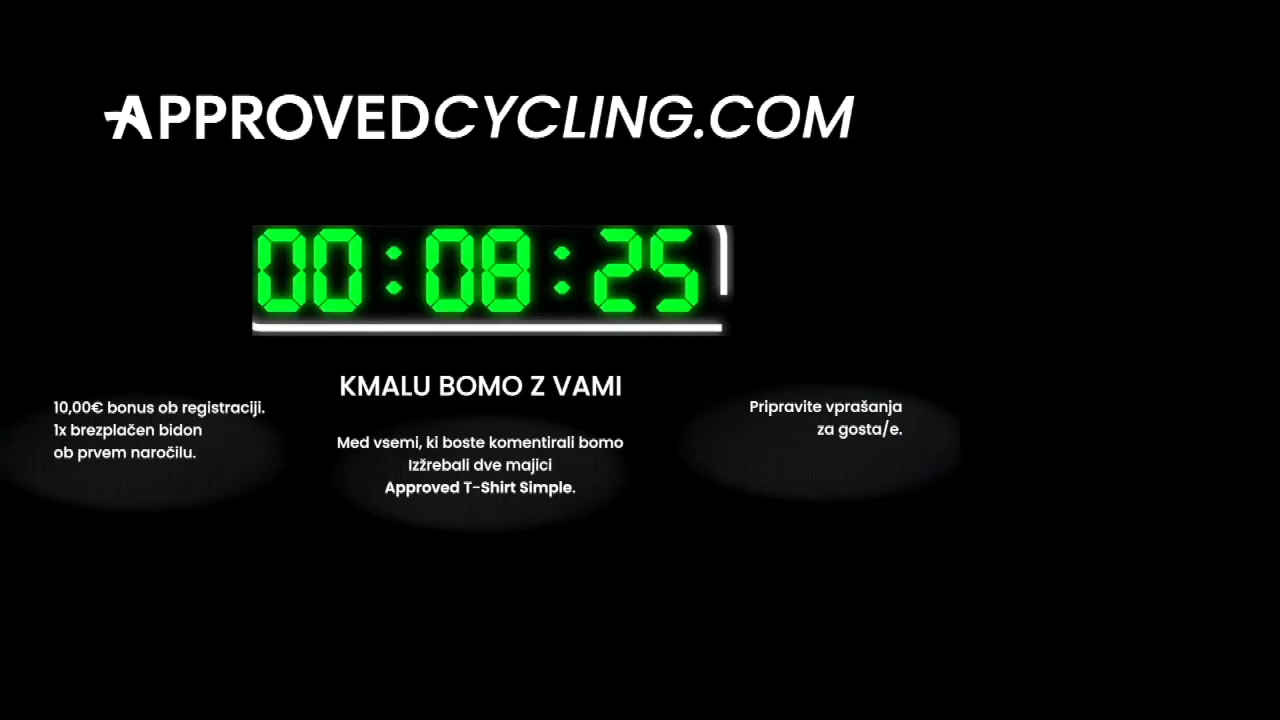 APPROVEDCYCLING.COM
00:08:25
KMALU BOMO Z VAMI
10,00€ bonus ob registraciji.
1x brezplačen bidon
ob prvem naročilu.
Med vsemi, ki boste komentirali bomo
Izžrebali dve majici
Approved T-Shirt Simple.
Pripravite vprašanja
za gosta/e.